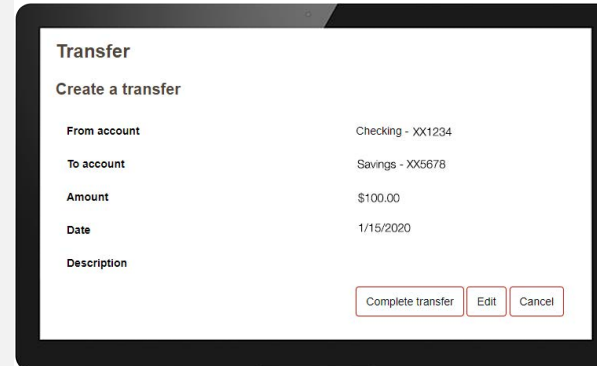 Transfer
Create a transfer
From account Checking - XX1234
To account Savings - XX5678
Amount $100.00
Date 1/15/2020
Description
Complete transfer Edit Cancel